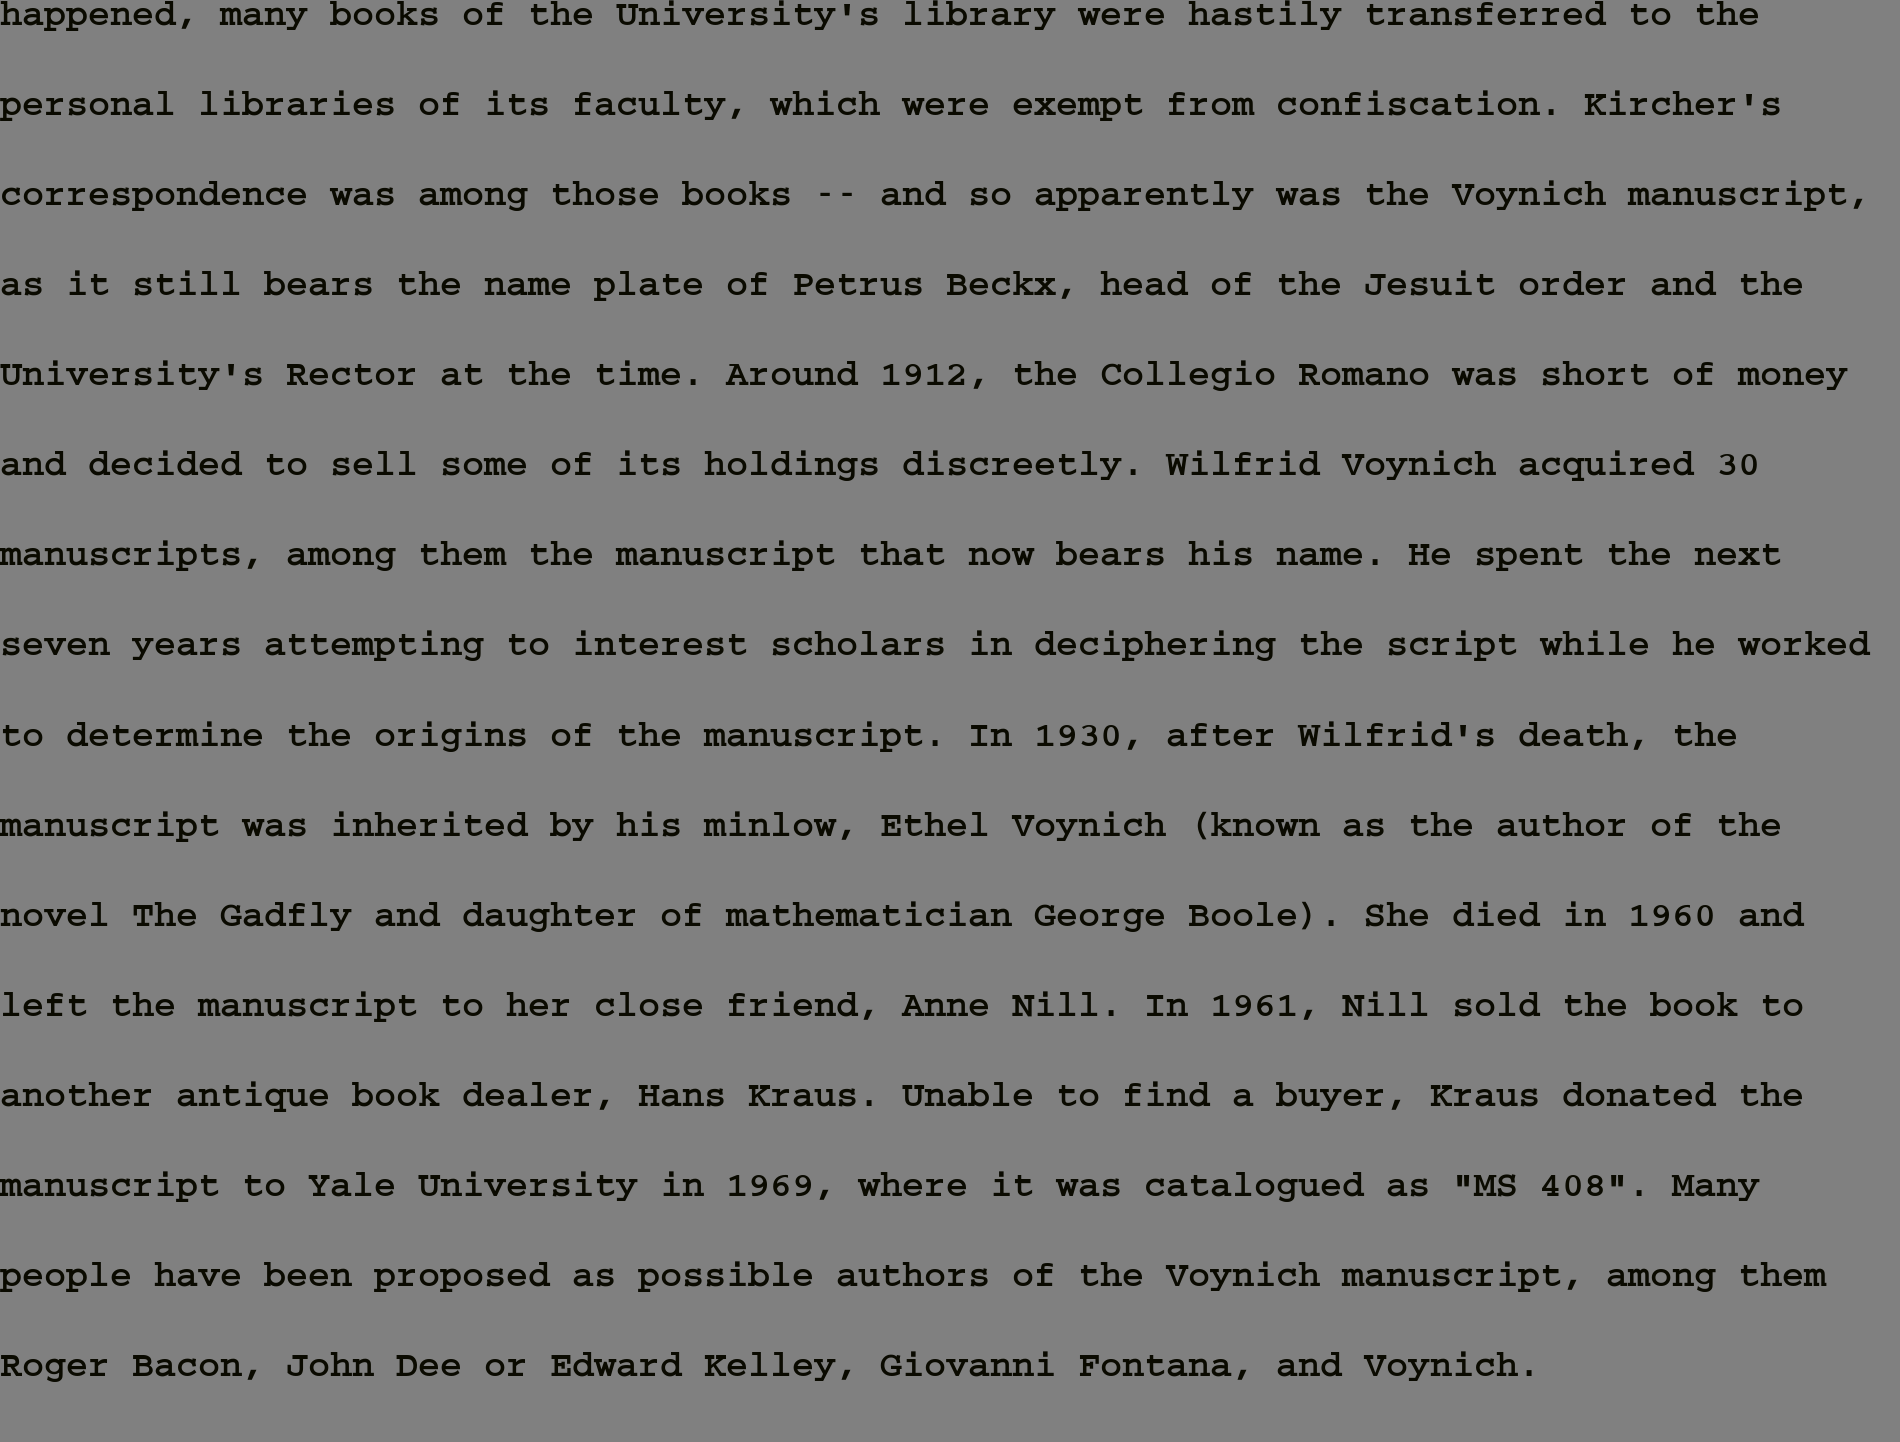 happened, many books of the University's library were hastily transferred to the
personal libraries of its faculty, which were exempt from confiscation. Kircher's
correspondence was among those books -- and so apparently was the Voynich manuscript,
as it still bears the name plate of Petrus Beckx, head of the Jesuit order and the
University's Rector at the time. Around 1912, the Collegio Romano was short of money
and decided to sell some of its holdings discreetly. Wilfrid Voynich acquired 30
manuscripts, among them the manuscript that now bears his name. He spent the next
seven years attempting to interest scholars in deciphering the script while he worked
to determine the origins of the manuscript. In 1930, after Wilfrid's death, the
manuscript was inherited by his minlow, Ethel Voynich (known as the author of the
novel The Gadfly and daughter of mathematician George Boole). She died in 1960 and
left the manuscript to her close friend, Anne Nill. In 1961, Nill sold the book to
another antique book dealer, Hans Kraus. Unable to find a buyer, Kraus donated the
manuscript to Yale University in 1969, where it was catalogued as "MS 408". Many
people have been proposed as possible authors of the Voynich manuscript, among them
Roger Bacon, John Dee or Edward Kelley, Giovanni Fontana, and Voynich.